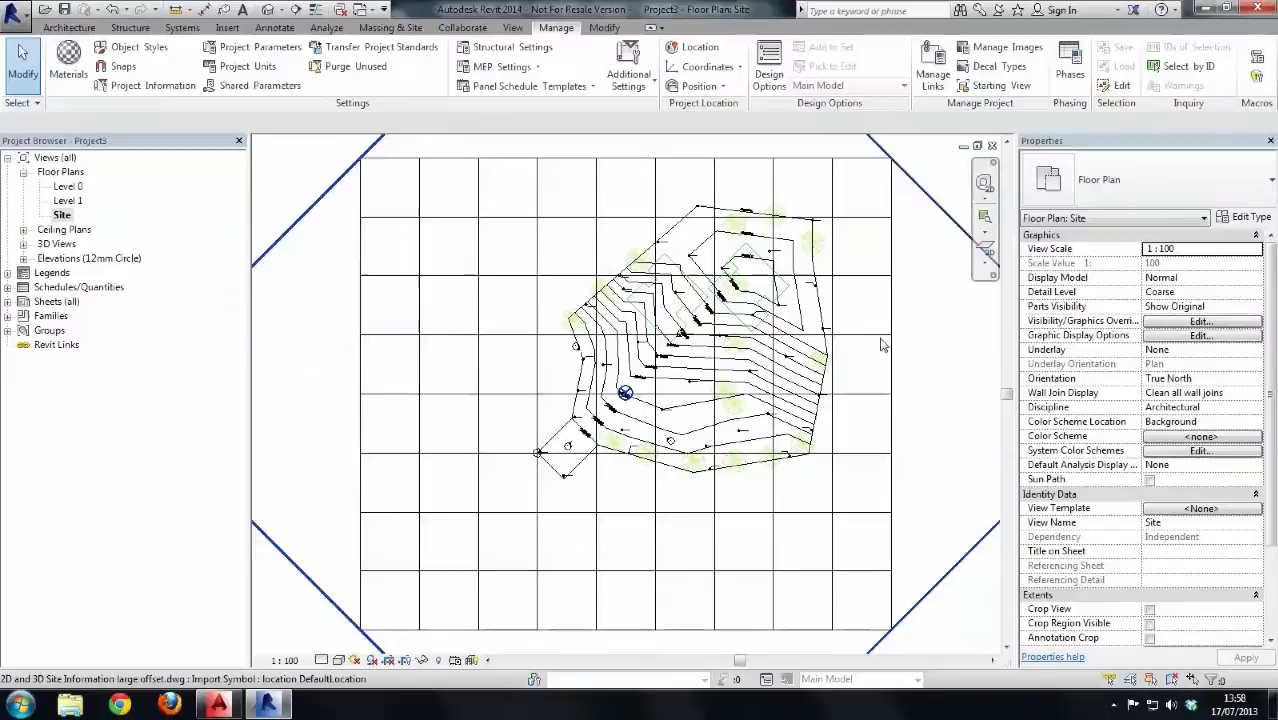 Autodesk Revit 2014 - Not For Resale Version - Project3 - Floor Plan: Site
Type a keyword or phrase
Sign In
Architecture Structure Systems Insert Annotate Analyze Massing & Site Collaborate View Manage Modify
Modify
Materials
Object Styles
Snaps
Project Information
Project Parameters
Project Units
Shared Parameters
Transfer Project Standards
Purge Unused
Structural Settings
MEP Settings
Panel Schedule Templates
Additional Settings
Location
Coordinates
Position
Design Options
Add to Set
Pick to Edit
Main Model
Manage Links
Manage Images
Decal Types
Starting View
Phases
Save
Load
Edit
IDs of Selection
Select by ID
Warnings
Macros
Select Settings Project Location Design Options Manage Project Phasing Selection Inquiry Macros
Project Browser - Project3
Views (all)
Floor Plans
Level 0
Level 1
Site
Ceiling Plans
3D Views
Elevations (12mm Circle)
Legends
Schedules/Quantities
Sheets (all)
Families
Groups
Revit Links
2D
2D
Properties
Floor Plan
Floor Plan: Site Edit Type
Graphics
View Scale 1 : 100
Scale Value 1: 100
Display Model Normal
Detail Level Coarse
Parts Visibility Show Original
Visibility/Graphics Overri... Edit...
Graphic Display Options Edit...
Underlay None
Underlay Orientation Plan
Orientation True North
Wall Join Display Clean all wall joins
Discipline Architectural
Color Scheme Location Background
Color Scheme <none>
System Color Schemes Edit...
Default Analysis Display ... None
Sun Path
Identity Data
View Template <None>
View Name Site
Dependency Independent
Title on Sheet
Referencing Sheet
Referencing Detail
Extents
Crop View
Crop Region Visible
Annotation Crop
Properties help Apply
1 : 100
2D and 3D Site Information large offset.dwg : Import Symbol : location DefaultLocation
:0
Main Model
:0
13:58
17/07/2013